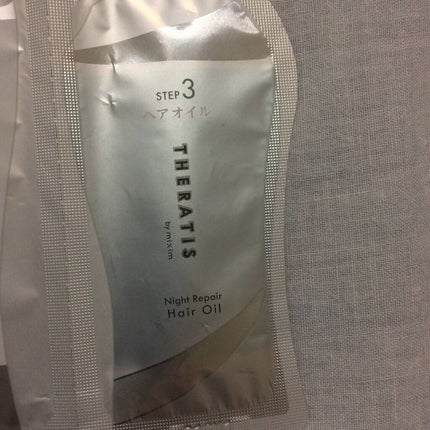 STEP 3
ヘアオイル
THERATIS
by mixim
Night Repair
Hair Oil